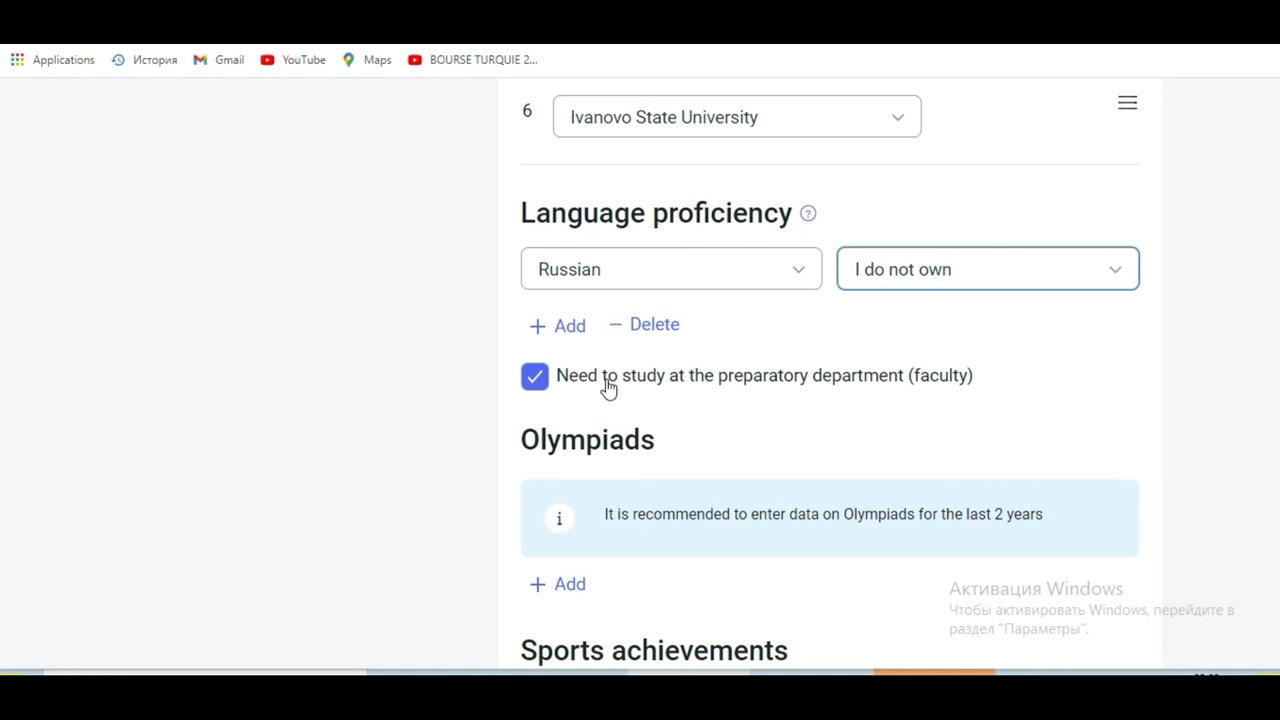 Applications История Gmail YouTube Maps BOURSE TURQUIE 2...
6 Ivanovo State University
Language proficiency ?
Russian I do not own
+ Add − Delete
Need to study at the preparatory department (faculty)
Olympiads
i It is recommended to enter data on Olympiads for the last 2 years
+ Add
Активация Windows
Чтобы активировать Windows, перейдите в
раздел "Параметры".
Sports achievements